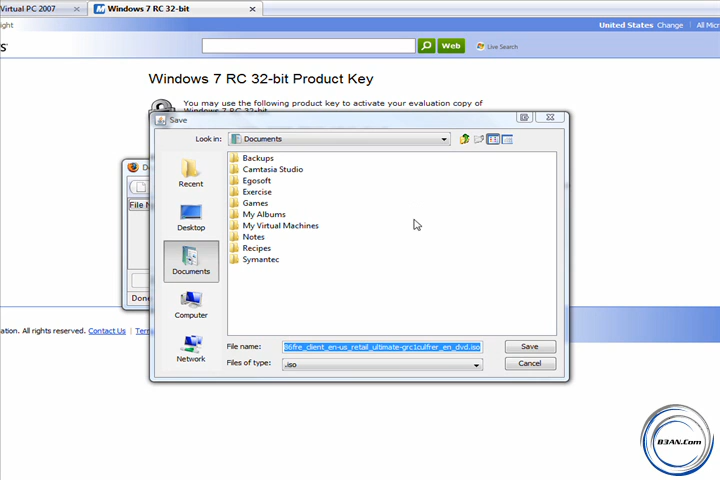 Virtual PC 2007
Windows 7 RC 32-bit
ight
United States Change All Micr
s'
Web
Live Search
Windows 7 RC 32-bit Product Key
You may use the following product key to activate your evaluation copy of
Windows 7 RC 32-bit
Save
Look in:
Documents
Recent
Desktop
Documents
Computer
Network
Backups
Camtasia Studio
Egosoft
Exercise
Games
My Albums
My Virtual Machines
Notes
Recipes
Symantec
File N
Done
File name:
86fre_client_en-us_retail_ultimate-grc1culfrer_en_dvd.iso
Save
Files of type:
.iso
Cancel
ation. All rights reserved. Contact Us Tern
B3AN.Com